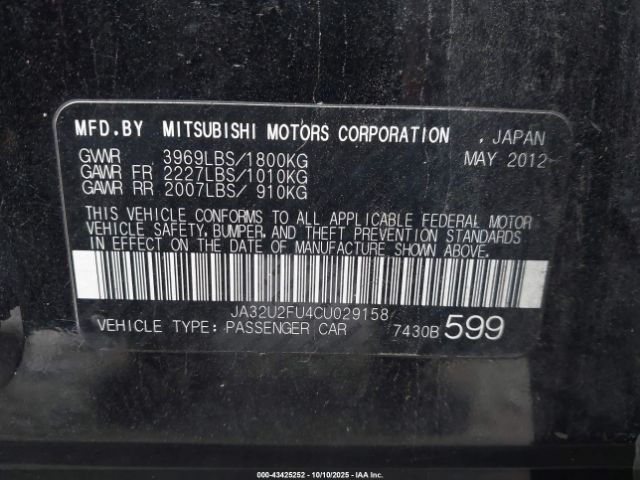 MFD.BY MITSUBISHI MOTORS CORPORATION , JAPAN
GVWR 3969LBS/1800KG MAY 2012
GAWR FR 2227LBS/1010KG
GAWR RR 2007LBS/ 910KG
THIS VEHICLE CONFORMS TO ALL APPLICABLE FEDERAL MOTOR
VEHICLE SAFETY, BUMPER, AND THEFT PREVENTION STANDARDS
IN EFFECT ON THE DATE OF MANUFACTURE SHOWN ABOVE.
JA32U2FU4CU029158
VEHICLE TYPE: PASSENGER CAR 7430B 599
000-43425252 - 10/10/2025 - IAA Inc.